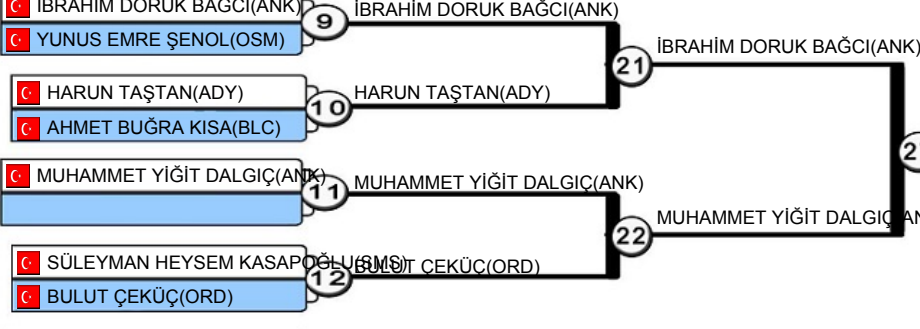 İBRAHİM DORUK BAĞCI(ANK)
9
İBRAHİM DORUK BAĞCI(ANK)
YUNUS EMRE ŞENOL(OSM)
21
İBRAHİM DORUK BAĞCI(ANK)
HARUN TAŞTAN(ADY)
10
HARUN TAŞTAN(ADY)
AHMET BUĞRA KISA(BLC)
MUHAMMET YİĞİT DALGIÇ(ANK)
11
MUHAMMET YİĞİT DALGIÇ(ANK)
22
MUHAMMET YİĞİT DALGIÇ(AN
SÜLEYMAN HEYSEM KASAPOĞLU(SMS)
12
BULUT ÇEKÜÇ(ORD)
BULUT ÇEKÜÇ(ORD)